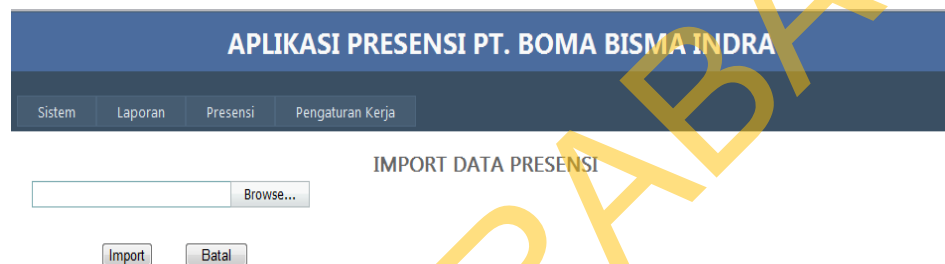 APLIKASI PRESENSI PT. BOMA BISMA INDRA
Sistem Laporan Presensi Pengaturan Kerja
IMPORT DATA PRESENSI
Browse...
Import Batal